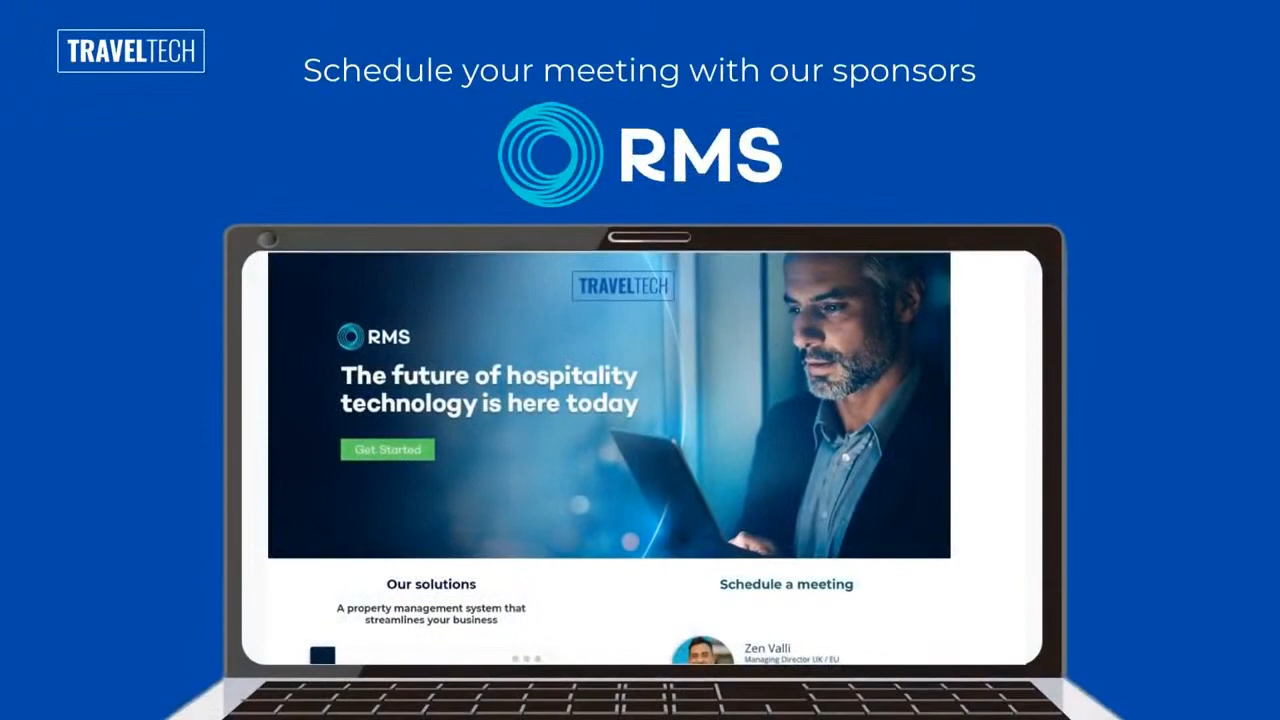 TRAVELTECH
Schedule your meeting with our sponsors
RMS
TRAVELTECH
RMS
The future of hospitality
technology is here today
Get Started
Our solutions
Schedule a meeting
A property management system that
streamlines your business
Zen Valli
Managing Director UK / EU